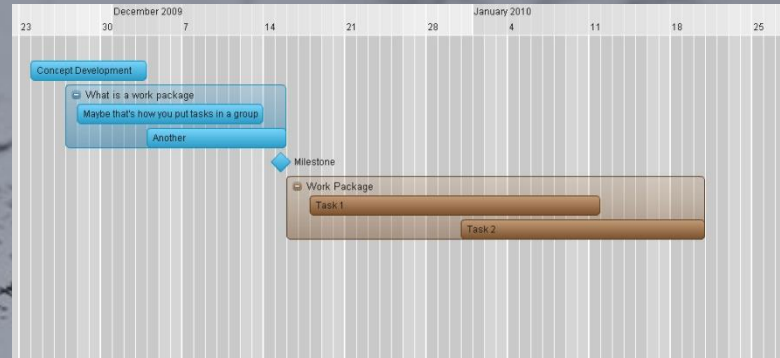 December 2009 January 2010
23 30 7 14 21 28 4 11 18 25
Concept Development
What is a work package
Maybe that's how you put tasks in a group
Another
Milestone
Work Package
Task 1
Task 2